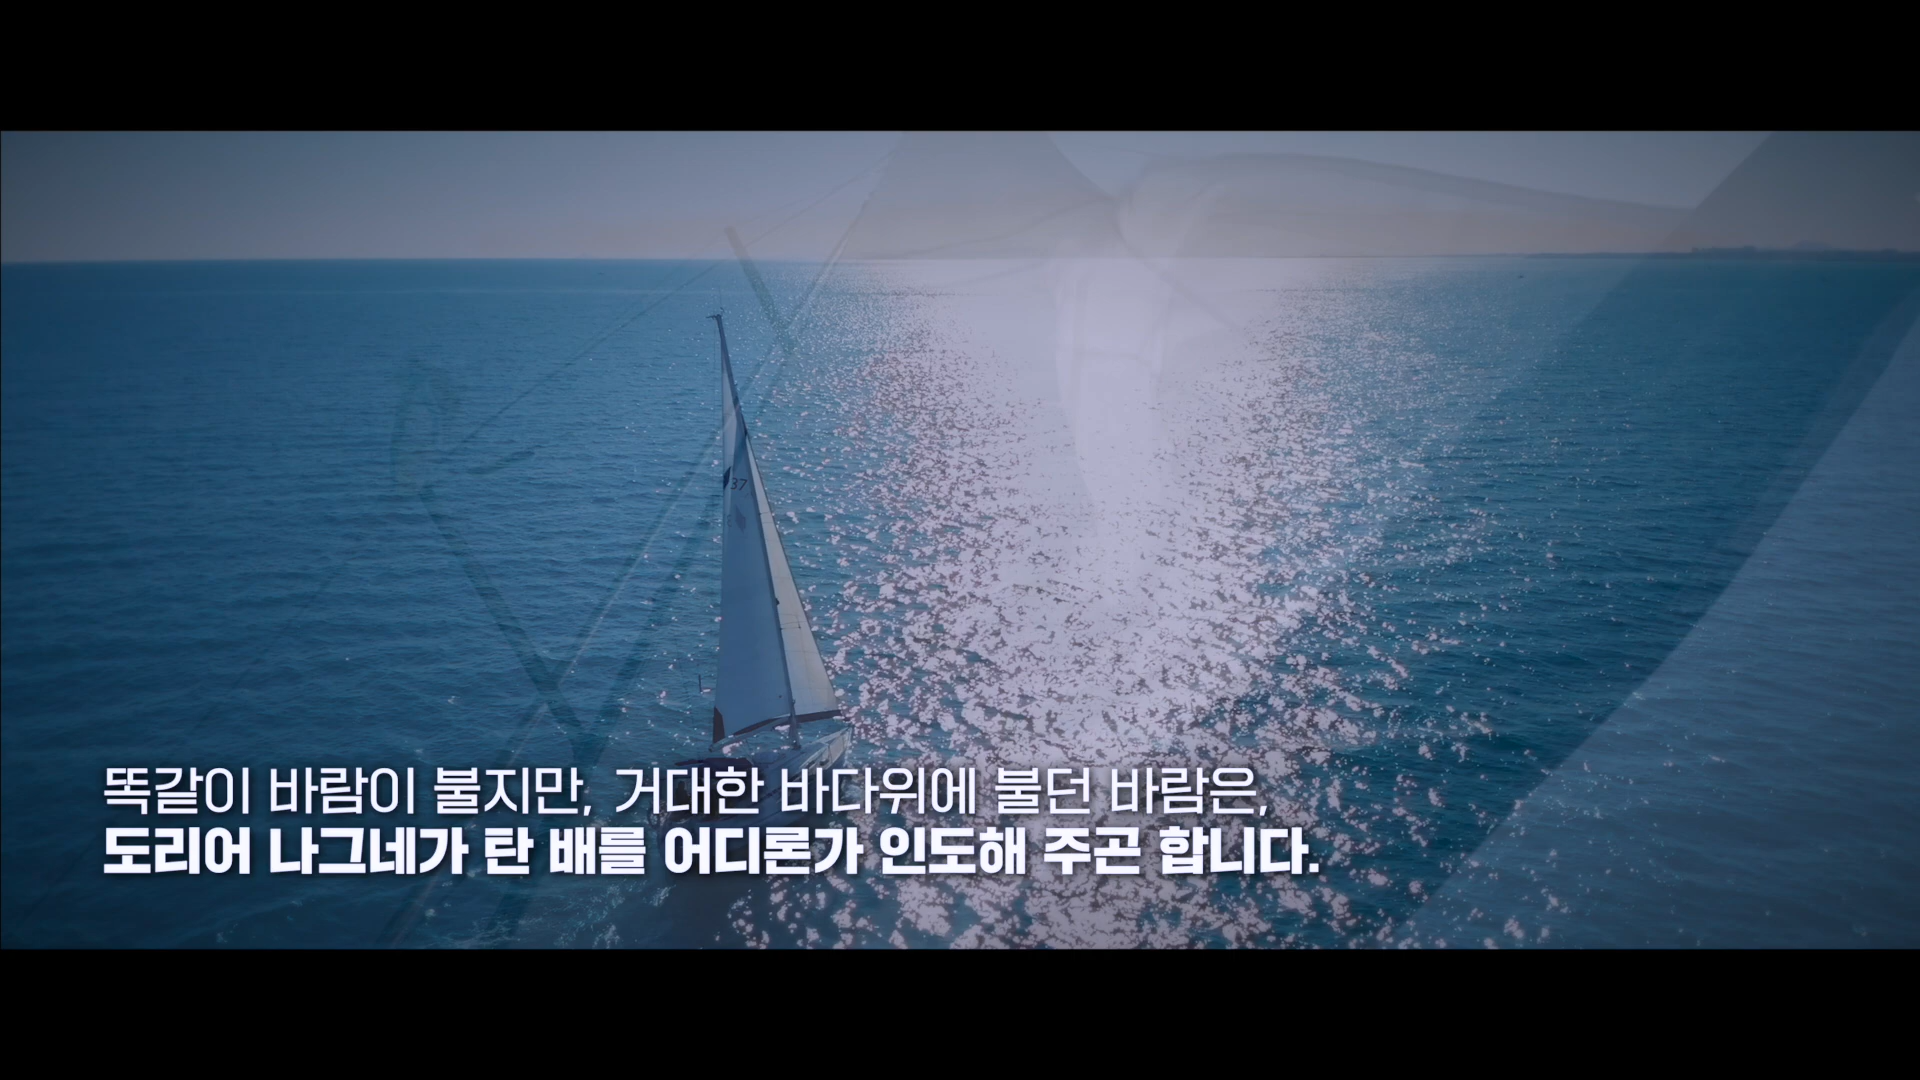 37
똑같이 바람이 불지만, 거대한 바다위에 불던 바람은,
도리어 나그네가 탄 배를 어디론가 인도해 주곤 합니다.